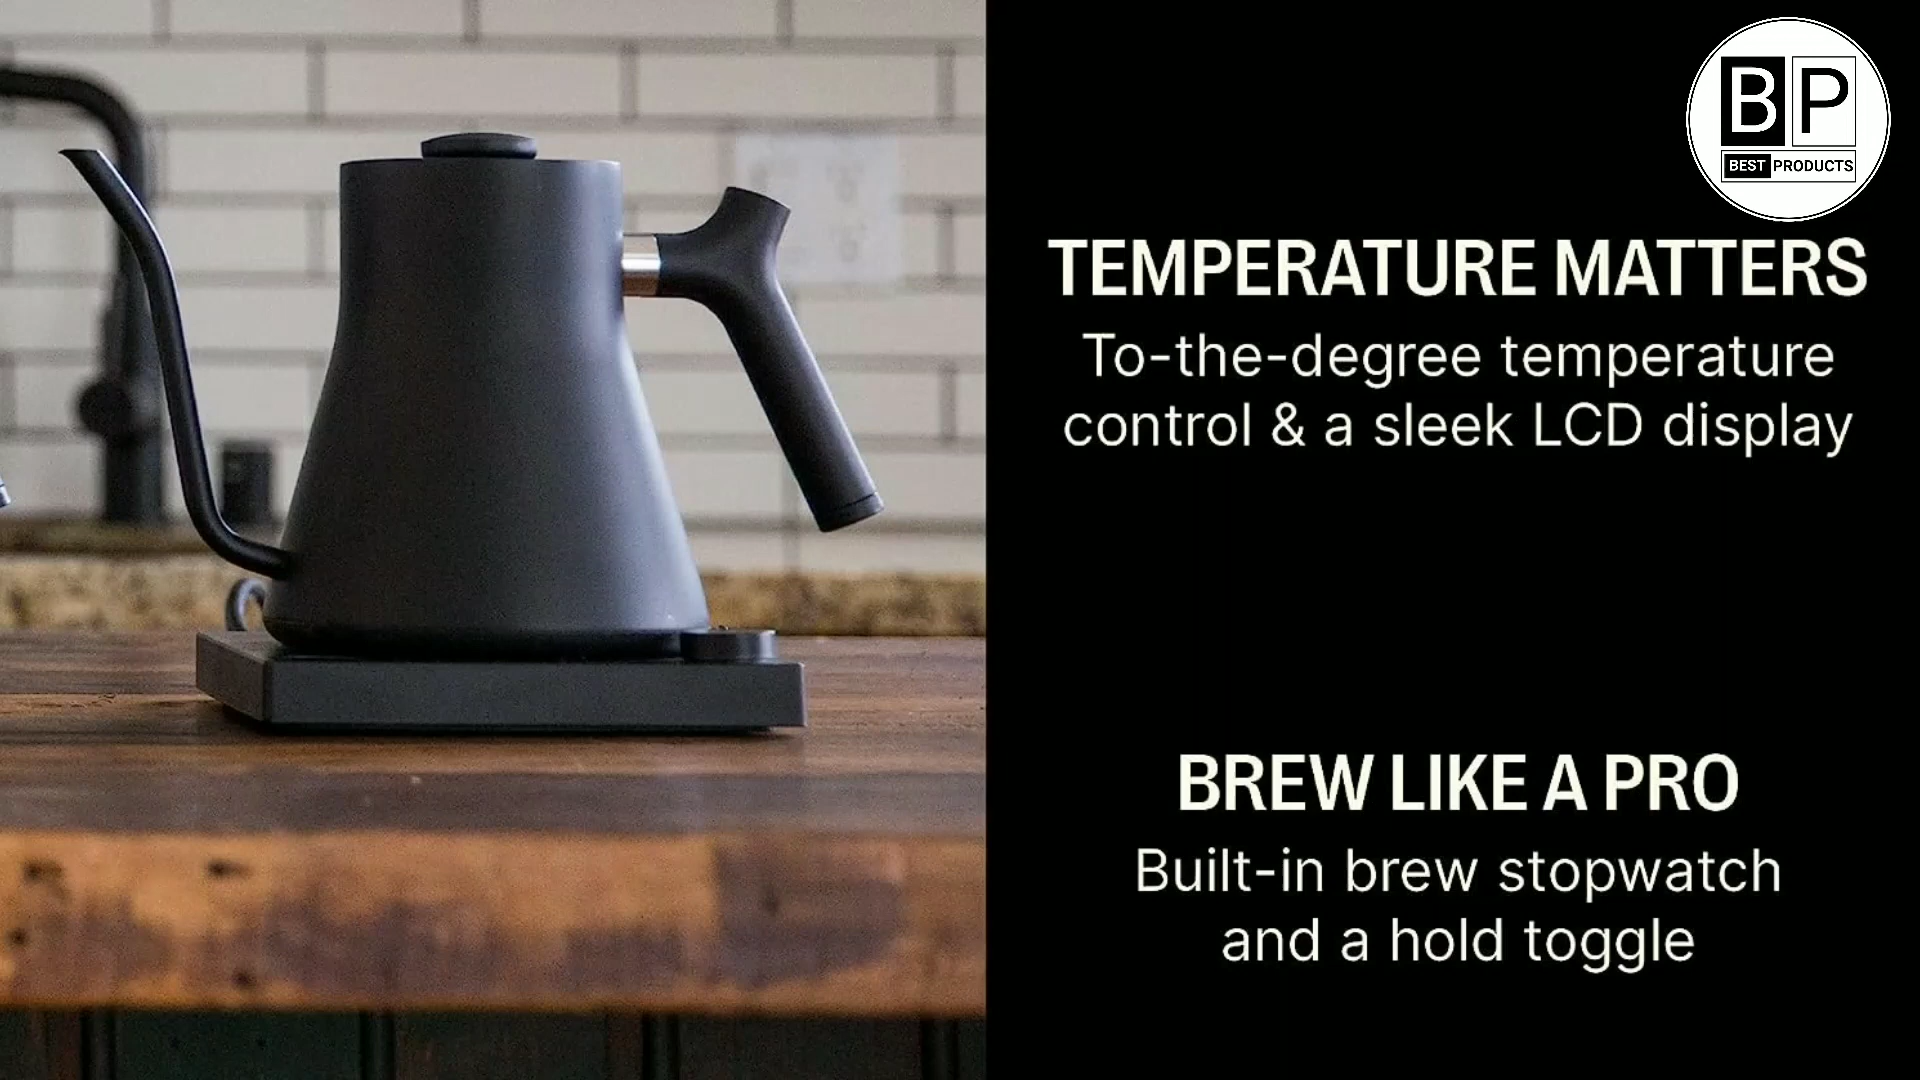 BP
BEST PRODUCTS
TEMPERATURE MATTERS
To-the-degree temperature
control & a sleek LCD display
BREW LIKE A PRO
Built-in brew stopwatch
and a hold toggle